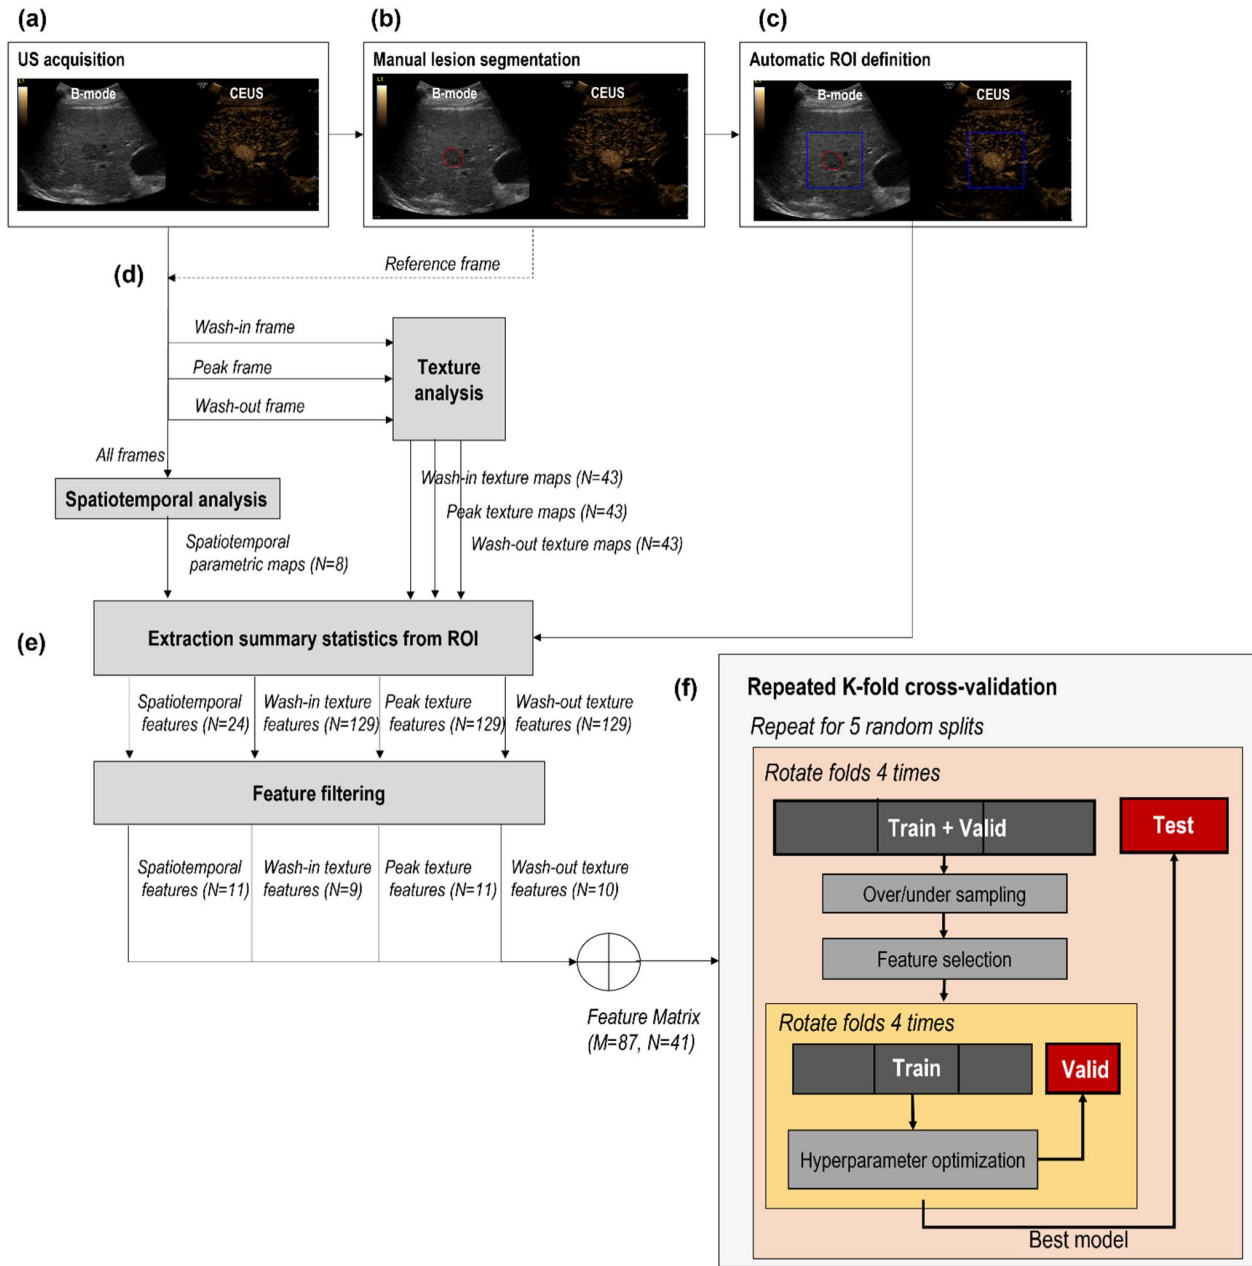 (a)
(b)
(c)
US acquisition
Manual lesion segmentation
Automatic ROI definition
L1
B-mode
CEUS
L1
B-mode
CEUS
L1
B-mode
CEUS
(d)
Reference frame
Wash-in frame
Peak frame
Wash-out frame
Texture
analysis
All frames
Spatiotemporal analysis
Wash-in texture maps (N=43)
Peak texture maps (N=43)
Wash-out texture maps (N=43)
Spatiotemporal
parametric maps (N=8)
Extraction summary statistics from ROI
(e)
Spatiotemporal
features (N=24)
Wash-in texture
features (N=129)
Peak texture
features (N=129)
Wash-out texture
features (N=129)
Feature filtering
Spatiotemporal
features (N=11)
Wash-in texture
features (N=9)
Peak texture
features (N=11)
Wash-out texture
features (N=10)
Feature Matrix
(M=87, N=41)
(f)
Repeated K-fold cross-validation
Repeat for 5 random splits
Rotate folds 4 times
Train + Valid
Test
Over/under sampling
Feature selection
Rotate folds 4 times
Train
Valid
Hyperparameter optimization
Best model